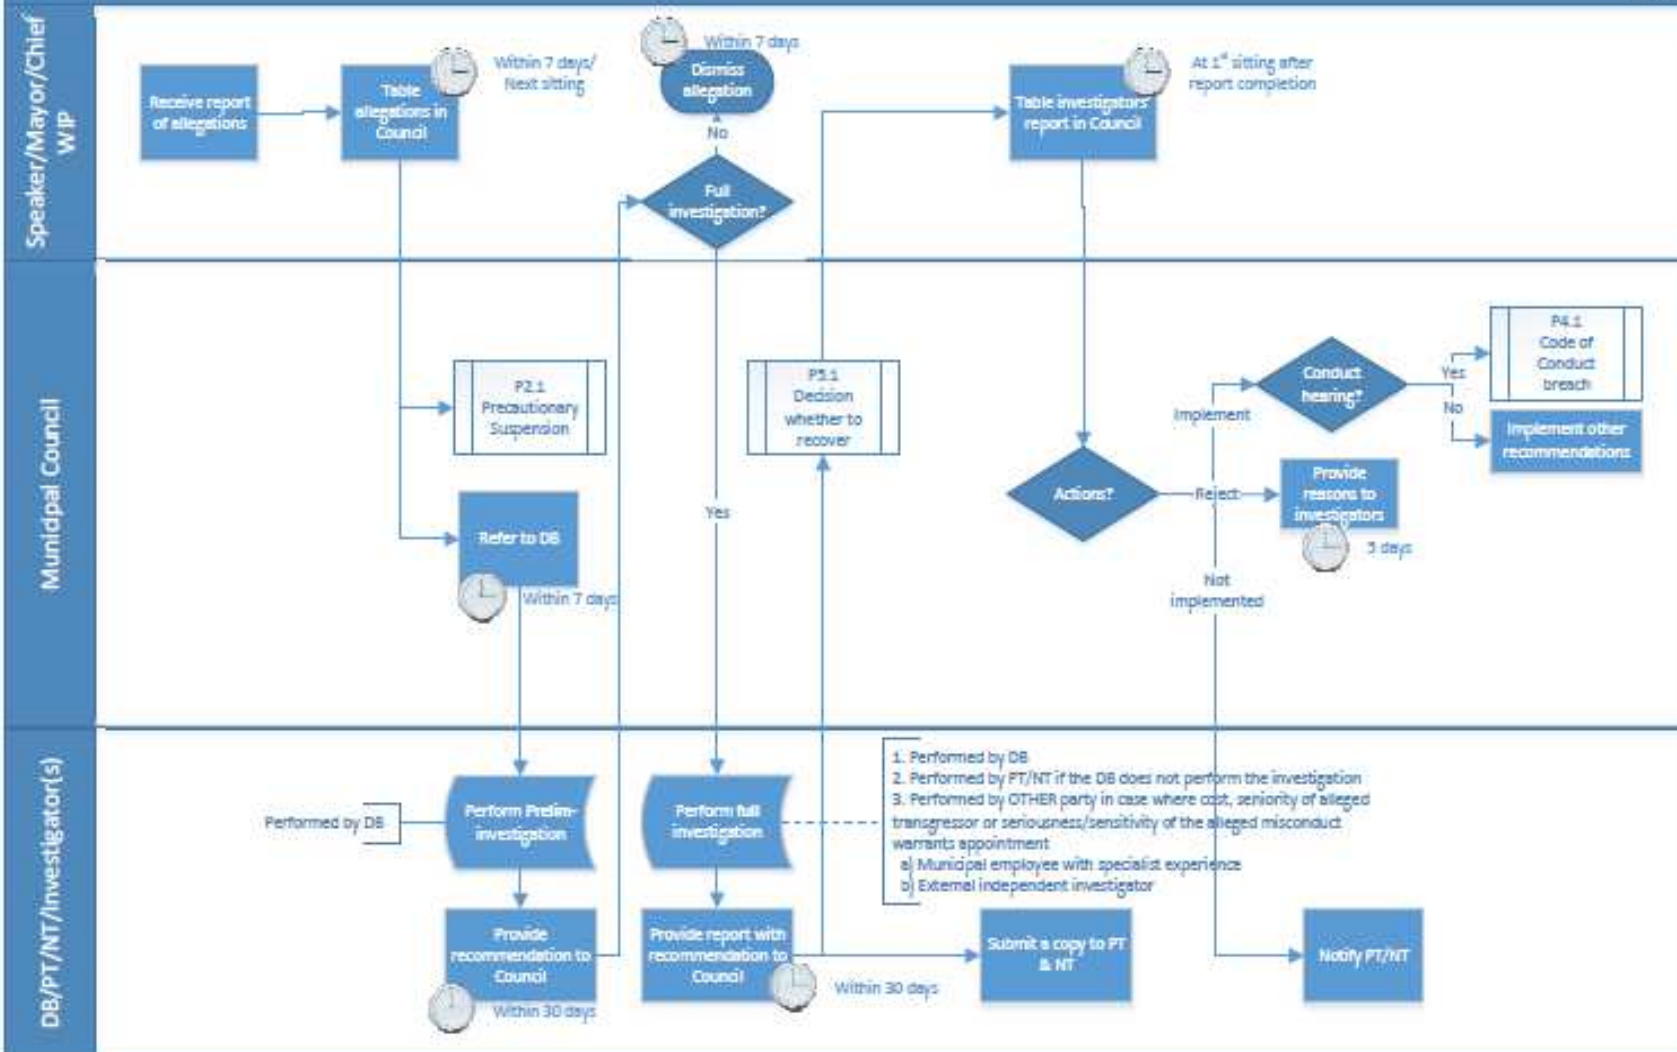 Speaker/Mayor/Chief
WIP
Receive report
of allegations
Table
allegations in
Council
Within 7 days/
Next sitting
Within 7 days
Dismiss
allegation
No
Full
investigation?
Table investigators'
report in Council
At 1st sitting after
report completion
Municipal Council
P2.1
Precautionary
Suspension
Refer to DB
Within 7 days
Yes
P5.1
Decision
whether to
recover
Actions?
Implement
Reject
Not
implemented
Conduct
hearing?
Yes
No
P4.1
Code of
Conduct
breach
Implement other
recommendations
Provide
reasons to
investigators
days
DB/PT/NT/Investigator(s)
Performed by DB
Perform Prelim-
investigation
Perform full
investigation
1. Performed by DB
2. Performed by PT/NT if the DB does not perform the investigation
3. Performed by OTHER party in case where cost, seniority of alleged
transgressor or seriousness/sensitivity of the alleged misconduct
warrants appointment
a) Municipal employee with specialist experience
b) External independent investigator
Provide
recommendation to
Council
Within 30 days
Provide report with
recommendation to
Council
Within 30 days
Submit a copy to PT
& NT
Notify PT/NT